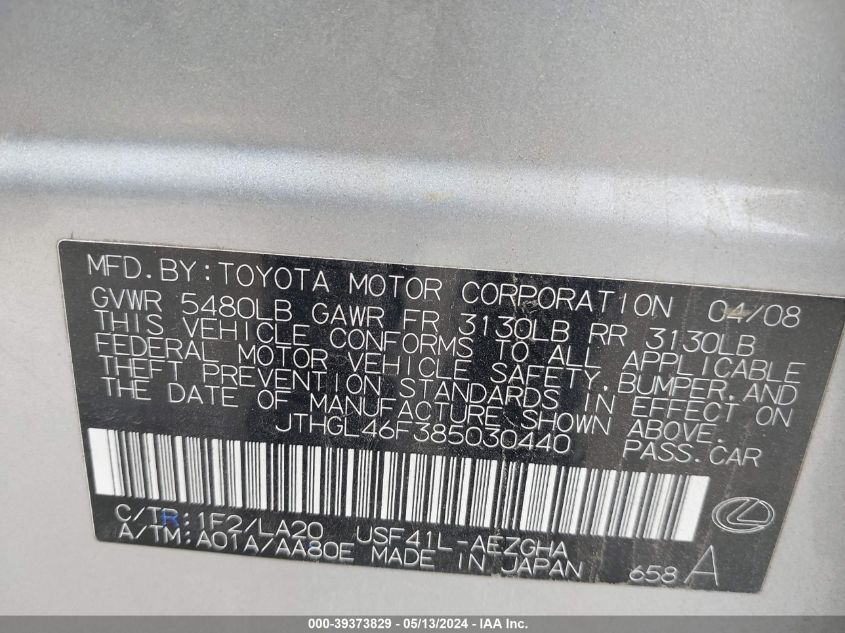 MFD.BY:TOYOTA MOTOR CORPORATION 04/08
GVWR 5480LB GAWR FR 3130LB RR 3130LB
THIS VEHICLE CONFORMS TO ALL APPLICABLE
FEDERAL MOTOR VEHICLE SAFETY,BUMPER,AND
THEFT PREVENTION STANDARDS IN EFFECT ON
THE DATE OF MANUFACTURE SHOWN ABOVE.
JTHGL46F385030440 PASS.CAR
C/TR:1F2/LA20 USF41L-AEZGHA
A/TM:A01A/AA80E MADE IN JAPAN 658 A
000-39373829 - 05/13/2024 - IAA Inc.